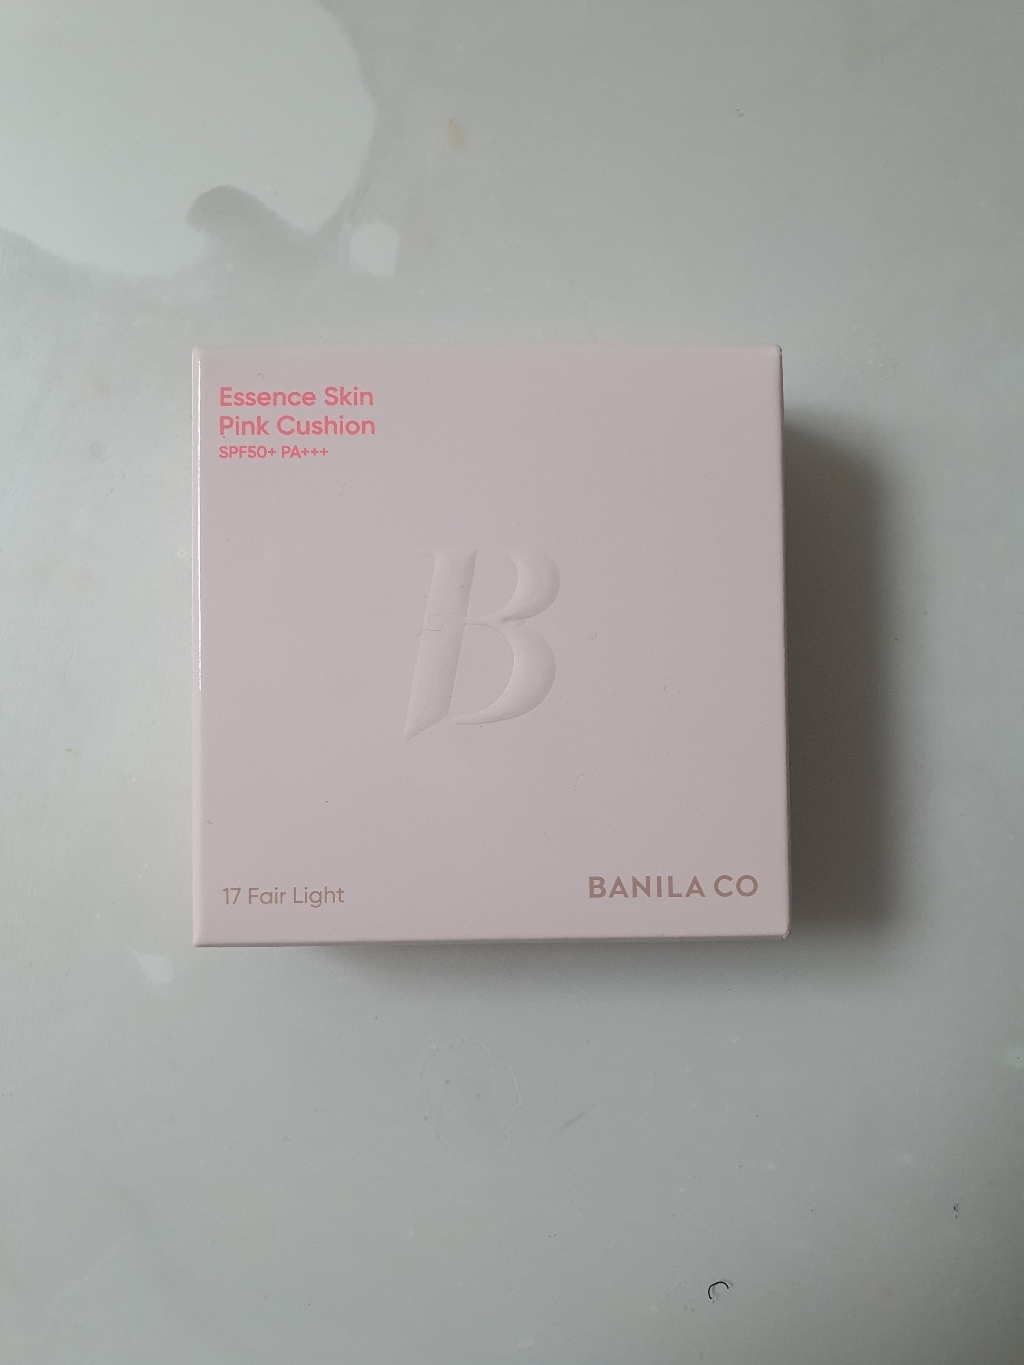 Essence Skin
Pink Cushion
SPF50+ PA+++
B
17 Fair Light
BANILA CO